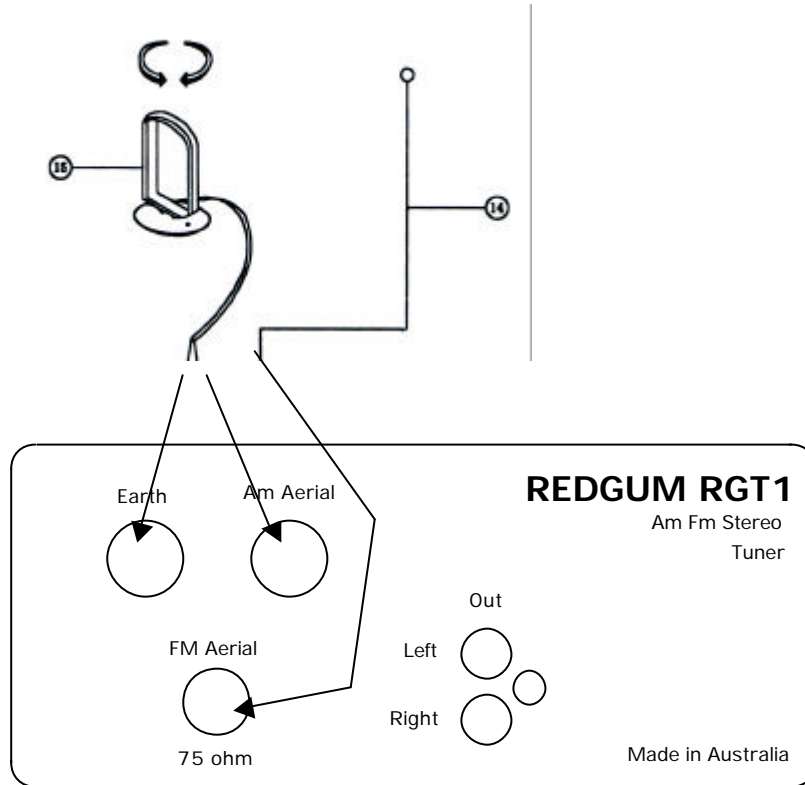 15
14
Earth
Am Aerial
REDGUM RGT1
Am Fm Stereo
Tuner
Out
FM Aerial
Left
Right
75 ohm
Made in Australia